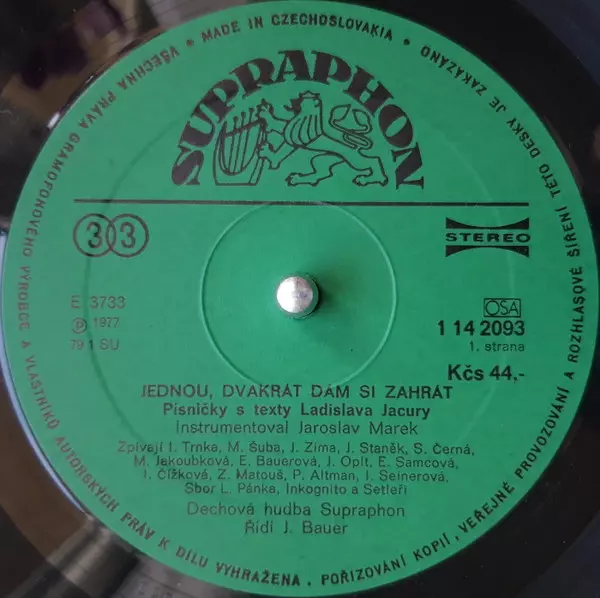 VŠECHNA PRÁVA GRAMOFONOVÉHO VÝROBCE A VLASTNÍKŮ AUTORSKÝCH PRÁV K DÍLU VYHRAŽENA. POŘIZOVÁNÍ KOPIÍ, VEŘEJNÉ PROVOZOVÁNÍ A ROZHLASOVÉ ŠÍŘENÍ TÉTO DESKY JE ZAKÁZÁNO
• MADE IN CZECHOSLOVAKIA •
SUPRAPHON
33
STEREO
E 3733
Ⓟ 1977
79 1 SU
OSA
1 14 2093
1. strana
Kčs 44,-
JEDNOU, DVAKRÁT DÁM SI ZAHRÁT
Písničky s texty Ladislava Jacury
Instrumentoval Jaroslav Marek
Zpívají I. Trnka, M. Šuba, J. Zíma, J. Staněk, S. Černá,
M. Jakoubková, E. Bauerová, J. Oplt, E. Samcová,
I. Čížková, Z. Matouš, P. Altman, I. Seinerová,
Sbor L. Pánka, Inkognito a Setleři
Dechová hudba Supraphon
Řídí J. Bauer